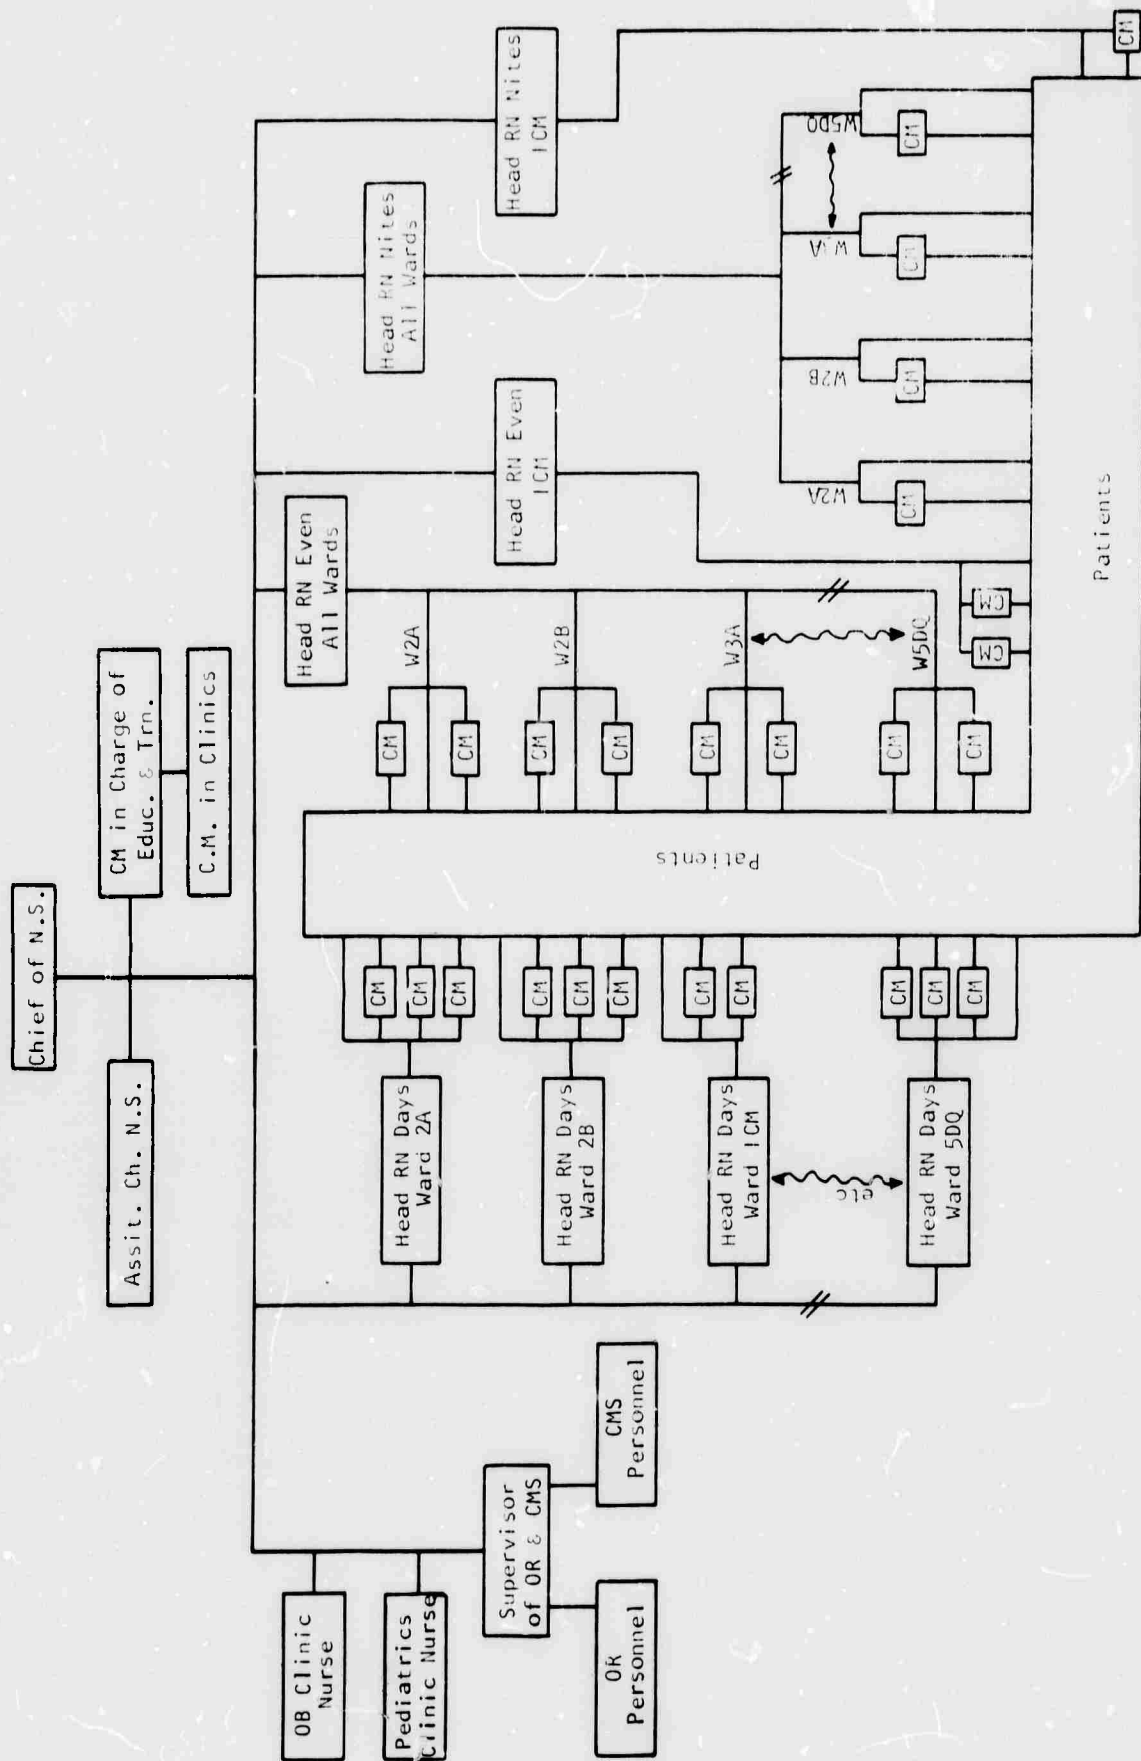 Chief of N.S.
Assit. Ch. N.S.
CM in Charge of
Educ. & Trn.
C.M. in Clinics
OB Clinic
Nurse
Pediatrics
Clinic Nurse
Supervisor
of OR & CMS
OR
Personnel
CMS
Personnel
Head RN Days
Ward 2A
CM
CM
CM
Head RN Days
Ward 2B
CM
CM
CM
Head RN Days
Ward ICM
CM
CM
etc
Head RN Days
Ward 5DQ
CM
CM
CM
Patients
Head RN Even
All Wards
W2A
CM
CM
W2B
CM
CM
W3A
CM
CM
W5DQ
CM
CM
Head RN Even
ICM
CM
CM
Head RN Nites
All Wards
W2A
CM
W2B
CM
W3A
CM
W5DQ
CM
Head RN Nites
ICM
CM
Patients